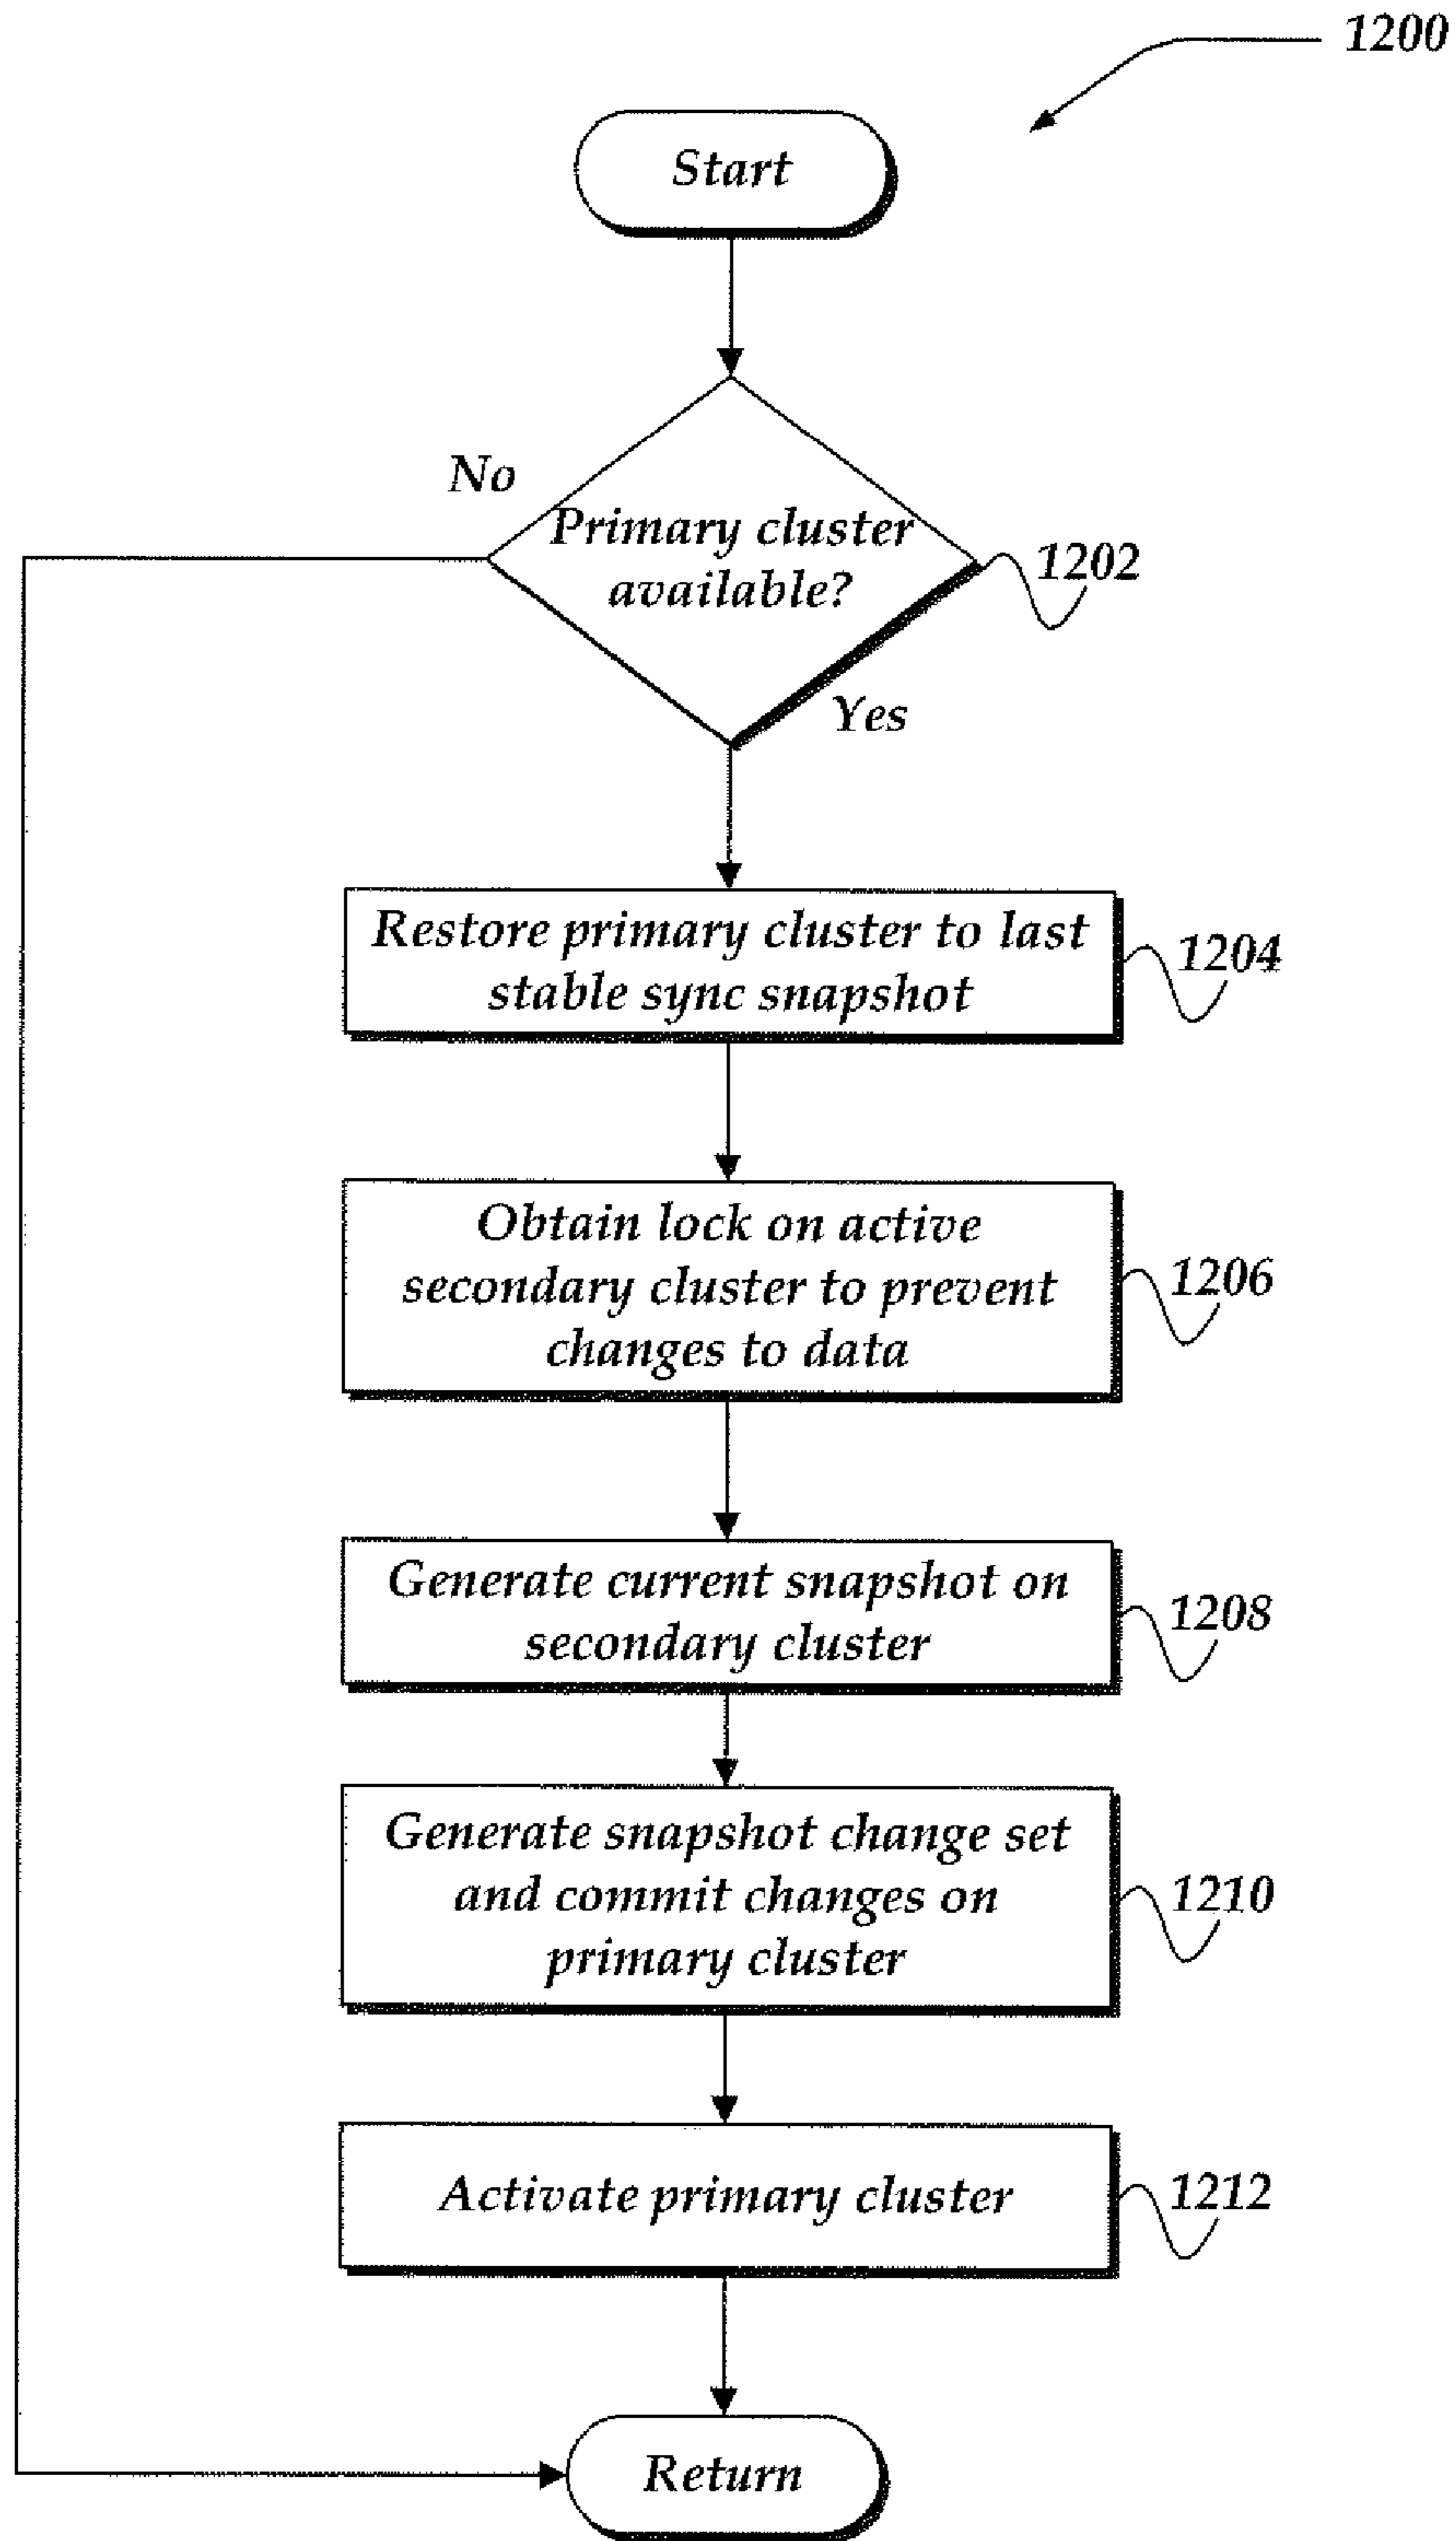 1200
Start
No
Primary cluster
available?
1202
Yes
Restore primary cluster to last
stable sync snapshot
1204
Obtain lock on active
secondary cluster to prevent
changes to data
1206
Generate current snapshot on
secondary cluster
1208
Generate snapshot change set
and commit changes on
primary cluster
1210
Activate primary cluster
1212
Return